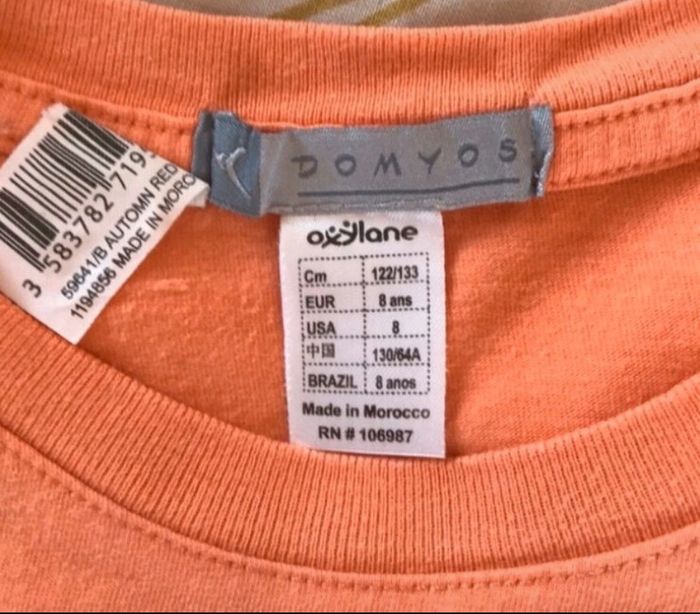 3 583782 719
59641/8 AUTOMN RED
1194856 MADE IN MORO
DOMYOS
oxylane
Cm 122/133
EUR 8 ans
USA 8
中国 130/64A
BRAZIL 8 anos
Made in Morocco
RN # 106987